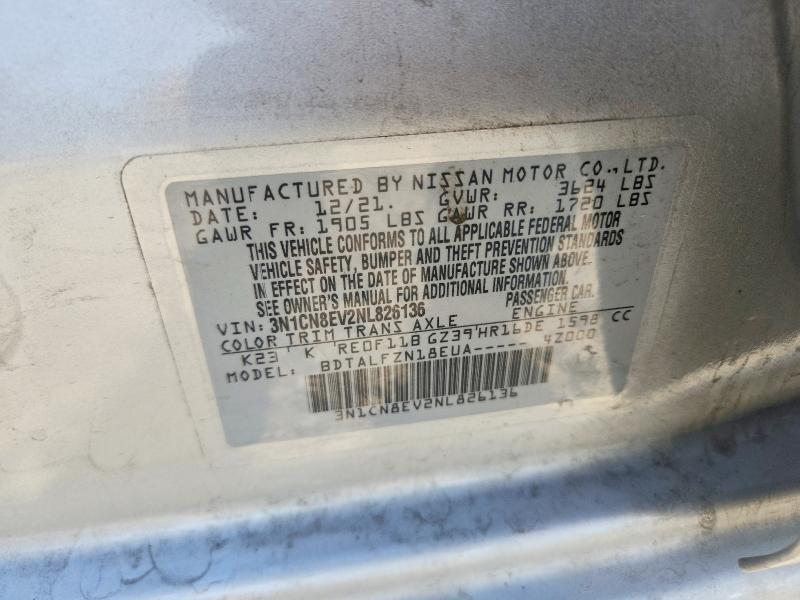 MANUFACTURED BY NISSAN MOTOR CO.,LTD.
DATE: 12/21. GVWR: 3624 LBS
GAWR FR: 1905 LBS GAWR RR: 1720 LBS
THIS VEHICLE CONFORMS TO ALL APPLICABLE FEDERAL MOTOR
VEHICLE SAFETY, BUMPER AND THEFT PREVENTION STANDARDS
IN EFFECT ON THE DATE OF MANUFACTURE SHOWN ABOVE.
SEE OWNER'S MANUAL FOR ADDITIONAL INFORMATION.
VIN: 3N1CN8EV2NL826136 PASSENGER CAR.
COLOR TRIM TRANS AXLE ENGINE
K23 K 'RE0F11B GZ39'HR16DE 1598 CC
MODEL: BDTALFZN18EUA----- 4Z000
3N1CN8EV2NL826136